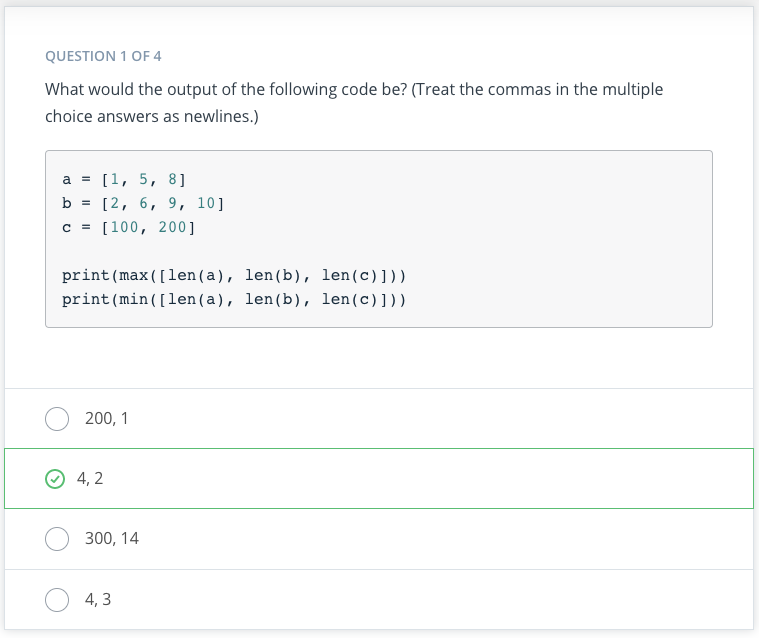 QUESTION 1 OF 4
What would the output of the following code be? (Treat the commas in the multiple
choice answers as newlines.)
a = [1, 5, 8]
b = [2, 6, 9, 10]
c = [100, 200]
print(max([len(a), len(b), len(c)]))
print(min([len(a), len(b), len(c)]))
200, 1
4, 2
300, 14
4, 3